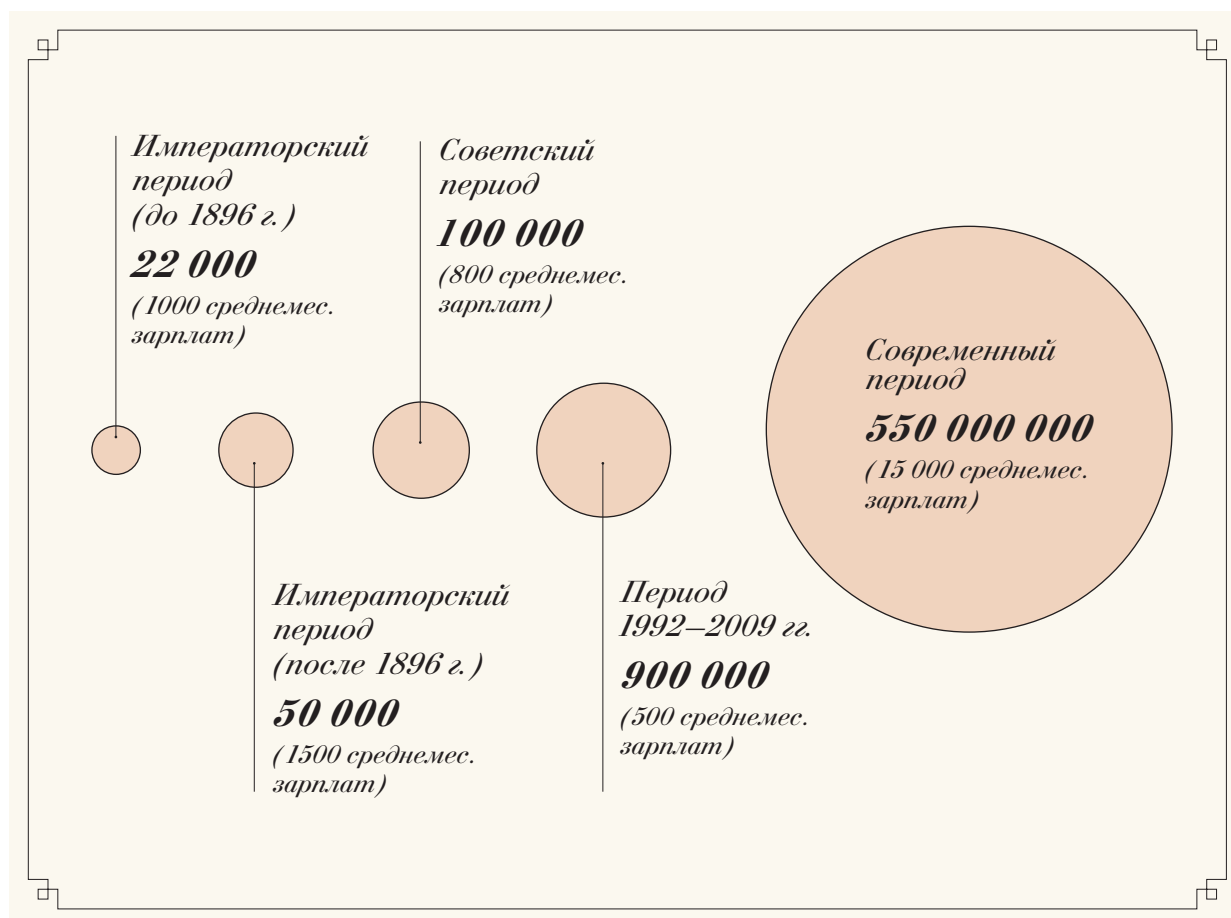 Императорский
период
(до 1896 г.)
22 000
(1000 среднемес.
зарплат)
Императорский
период
(после 1896 г.)
50 000
(1500 среднемес.
зарплат)
Советский
период
100 000
(800 среднемес.
зарплат)
Период
1992–2009 гг.
900 000
(500 среднемес.
зарплат)
Современный
период
550 000 000
(15 000 среднемес.
зарплат)